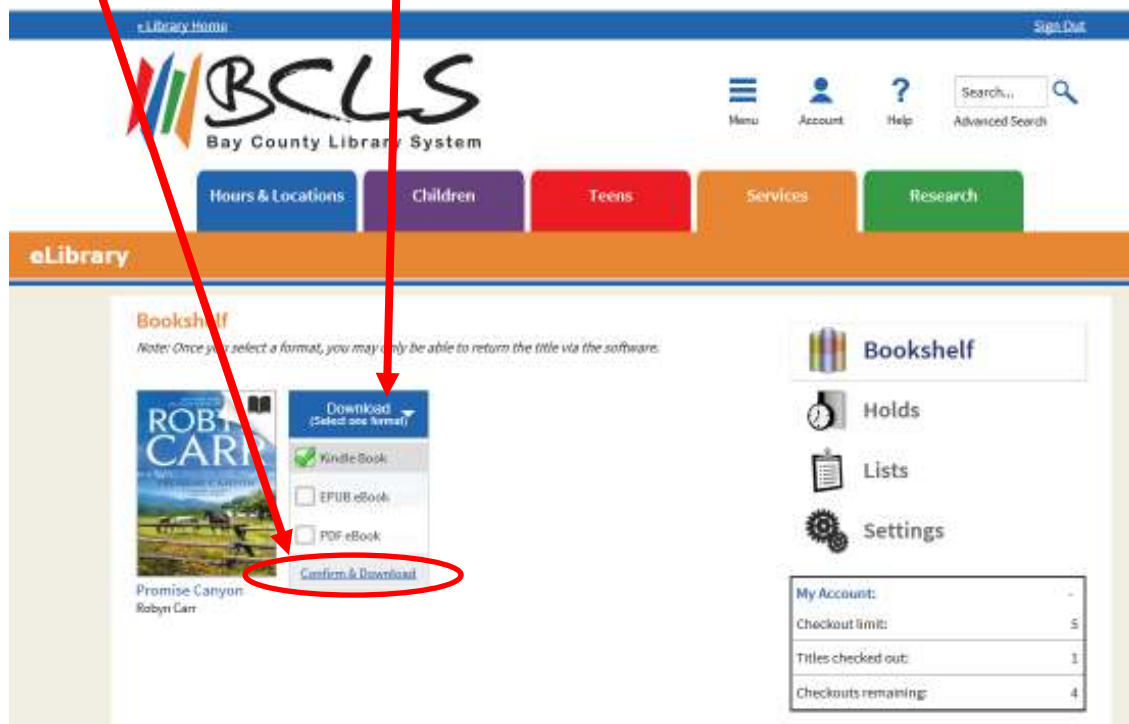 < Library Home
Sign Out
BCLS
Bay County Library System
Menu
Account
?
Help
Search...
Advanced Search
Hours & Locations
Children
Teens
Services
Research
eLibrary
Bookshelf
Note: Once you select a format, you may only be able to return the title via the software.
ROBYN
CARR
Download
(Select one format)
Kindle Book
EPUB eBook
PDF eBook
Confirm & Download
Promise Canyon
Robyn Carr
Bookshelf
Holds
Lists
Settings
My Account: -
Checkout limit: 5
Titles checked out: 1
Checkouts remaining: 4